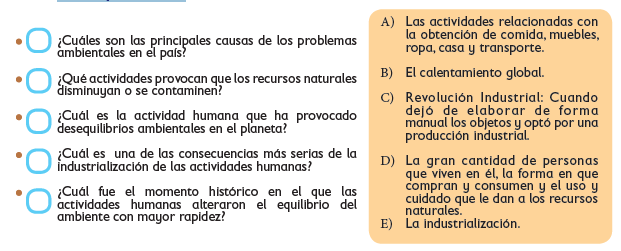 ¿Cuáles son las principales causas de los problemas
ambientales en el país?
¿Qué actividades provocan que los recursos naturales
disminuyan o se contaminen?
¿Cuál es la actividad humana que ha provocado
desequilibrios ambientales en el planeta?
¿Cuál es una de las consecuencias más serias de la
industrialización de las actividades humanas?
¿Cuál fue el momento histórico en el que las
actividades humanas alteraron el equilibrio del
ambiente con mayor rapidez?
A) Las actividades relacionadas con
la obtención de comida, muebles,
ropa, casa y transporte.
B) El calentamiento global.
C) Revolución Industrial: Cuando
dejó de elaborar de forma
manual los objetos y optó por una
producción industrial.
D) La gran cantidad de personas
que viven en él, la forma en que
compran y consumen y el uso y
cuidado que le dan a los recursos
naturales.
E) La industrialización.